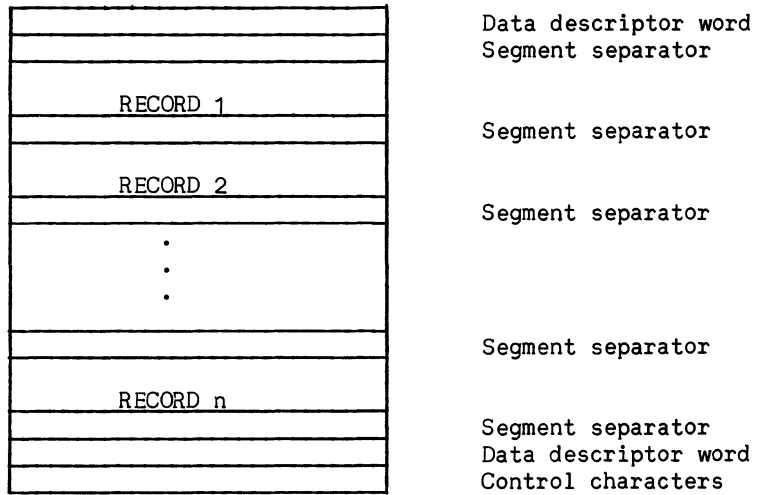 Data descriptor word
Segment separator
RECORD 1
Segment separator
RECORD 2
Segment separator
.
.
.
Segment separator
RECORD n
Segment separator
Data descriptor word
Control characters